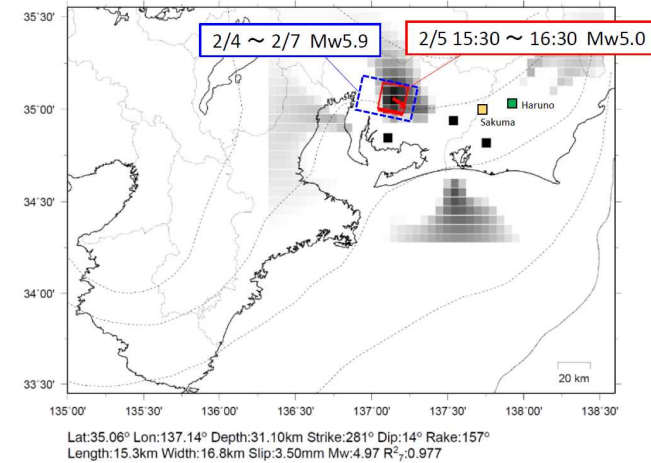 35˚30'
2/4 ～ 2/7 Mw5.9
2/5 15:30 ～ 16:30 Mw5.0
35˚00'
Haruno
Sakuma
34˚30'
34˚00'
33˚30'
20 km
135˚00' 135˚30' 136˚00' 136˚30' 137˚00' 137˚30' 138˚00' 138˚30'
Lat:35.06° Lon:137.14° Depth:31.10km Strike:281° Dip:14° Rake:157°
Length:15.3km Width:16.8km Slip:3.50mm Mw:4.97 R²₇:0.977